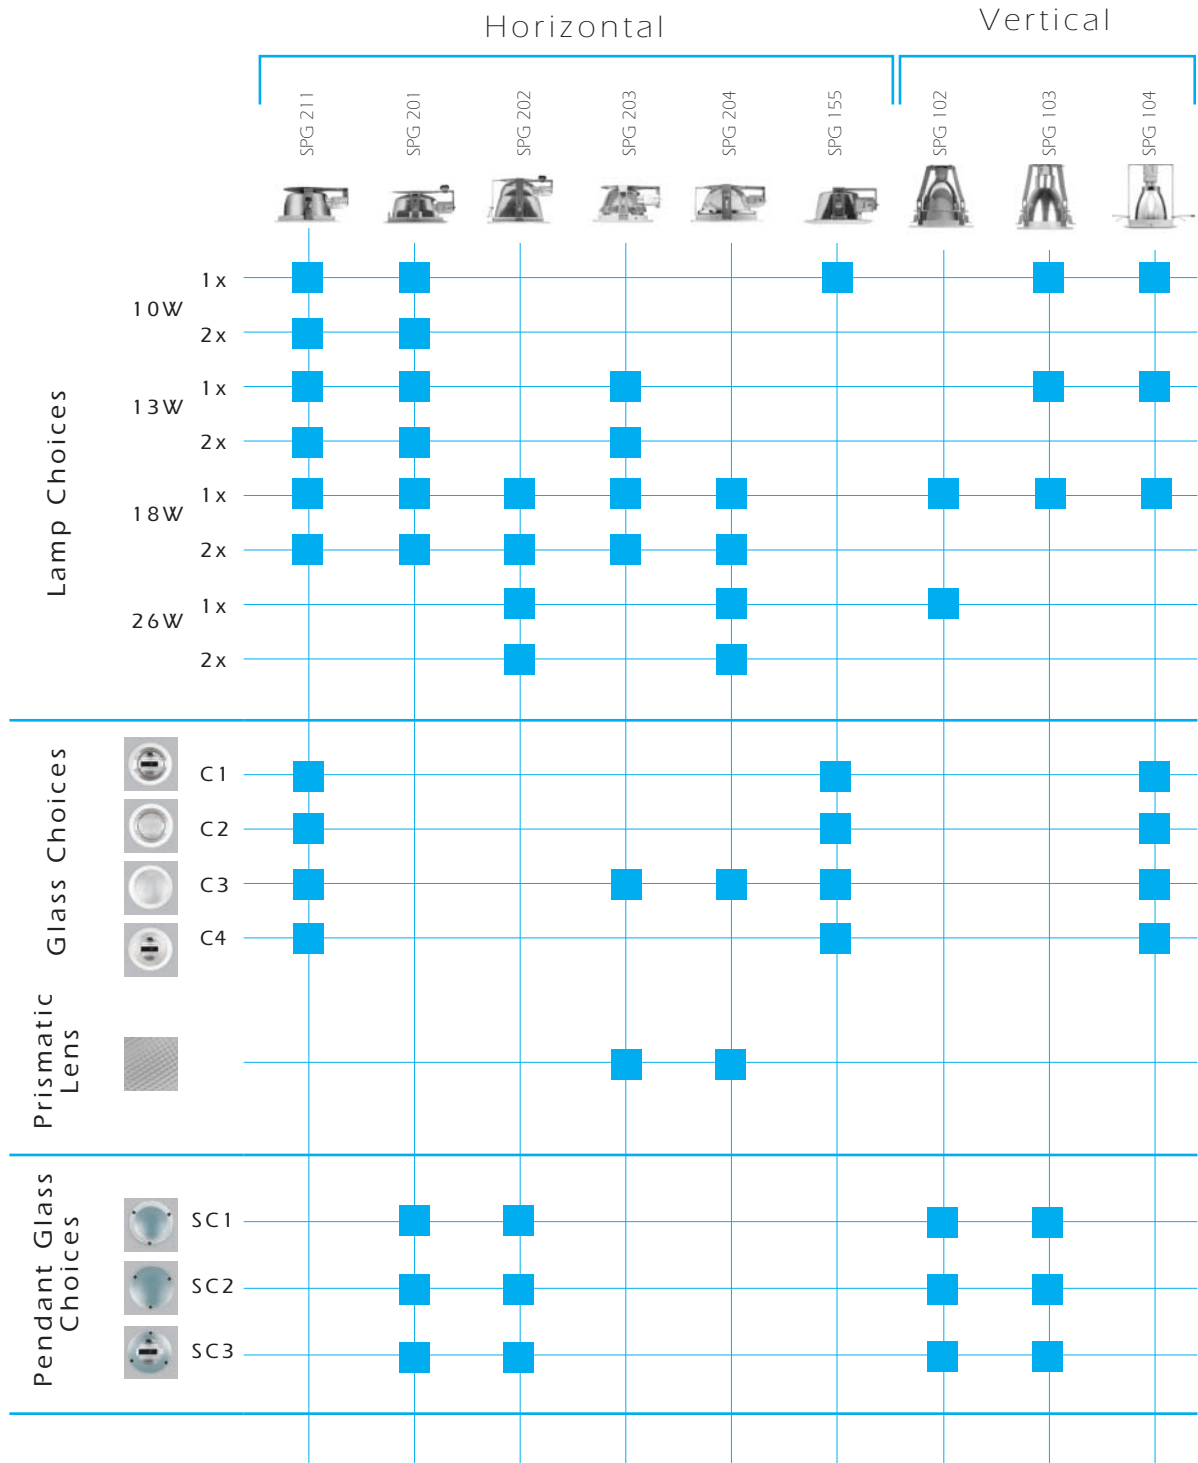 Horizontal
Vertical
SPG 211
SPG 201
SPG 202
SPG 203
SPG 204
SPG 155
SPG 102
SPG 103
SPG 104
Lamp Choices
10W
1x
2x
13W
1x
2x
18W
1x
2x
26W
1x
2x
Glass Choices
C1
C2
C3
C4
Prismatic
Lens
Pendant Glass
Choices
SC1
SC2
SC3